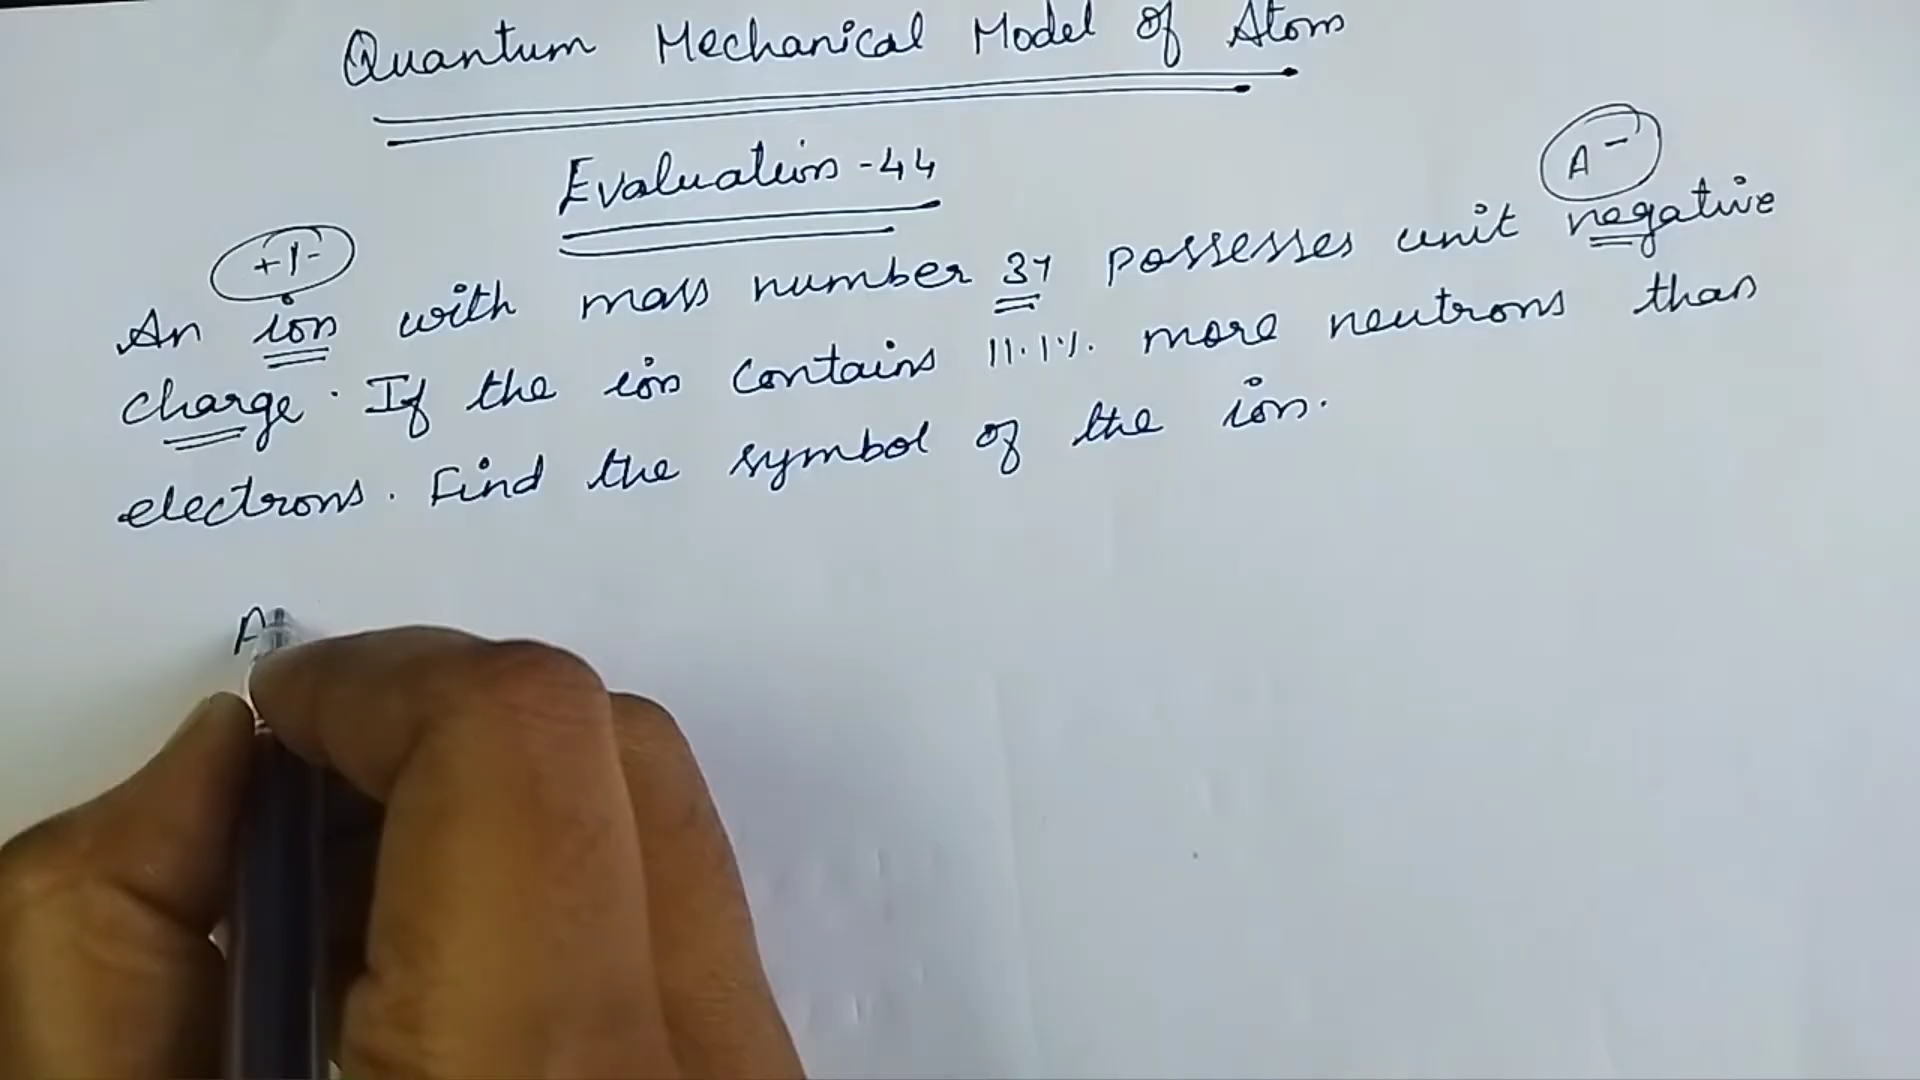 Quantum Mechanical Model of Atom
Evaluation-44
A⁻
+/-
An ion with mass number 37 possesses unit negative
charge. If the ion contains 11.1% more neutrons than
electrons. Find the symbol of the ion.
A